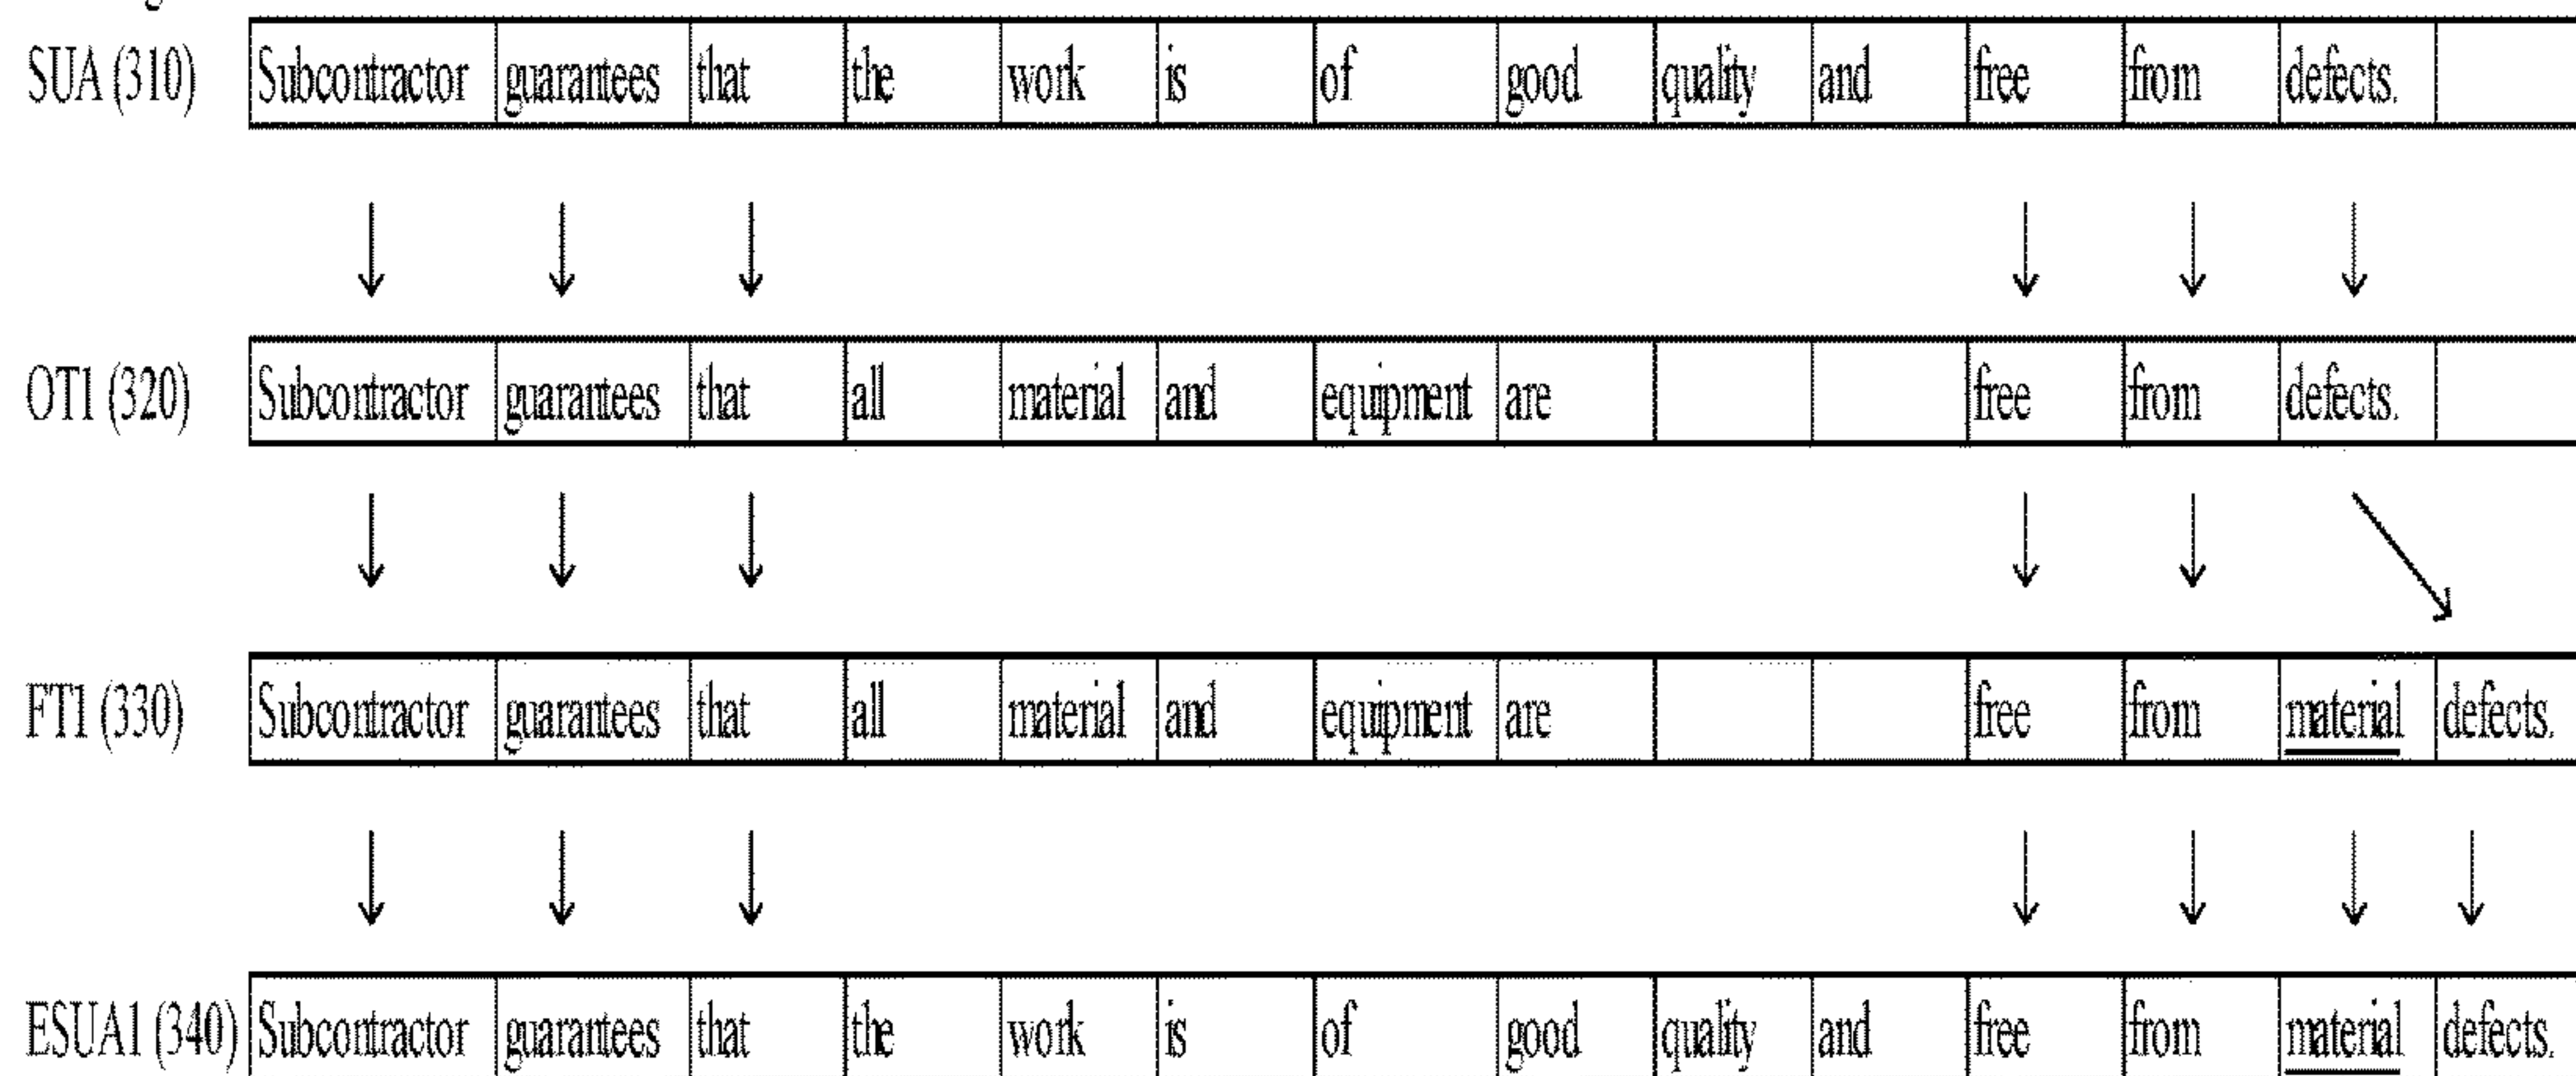 SUA (310) Subcontractor guarantees that the work is of good quality and free from defects.
OT1 (320) Subcontractor guarantees that all material and equipment are free from defects.
FT1 (330) Subcontractor guarantees that all material and equipment are free from material defects.
ESUA1 (340) Subcontractor guarantees that the work is of good quality and free from material defects.